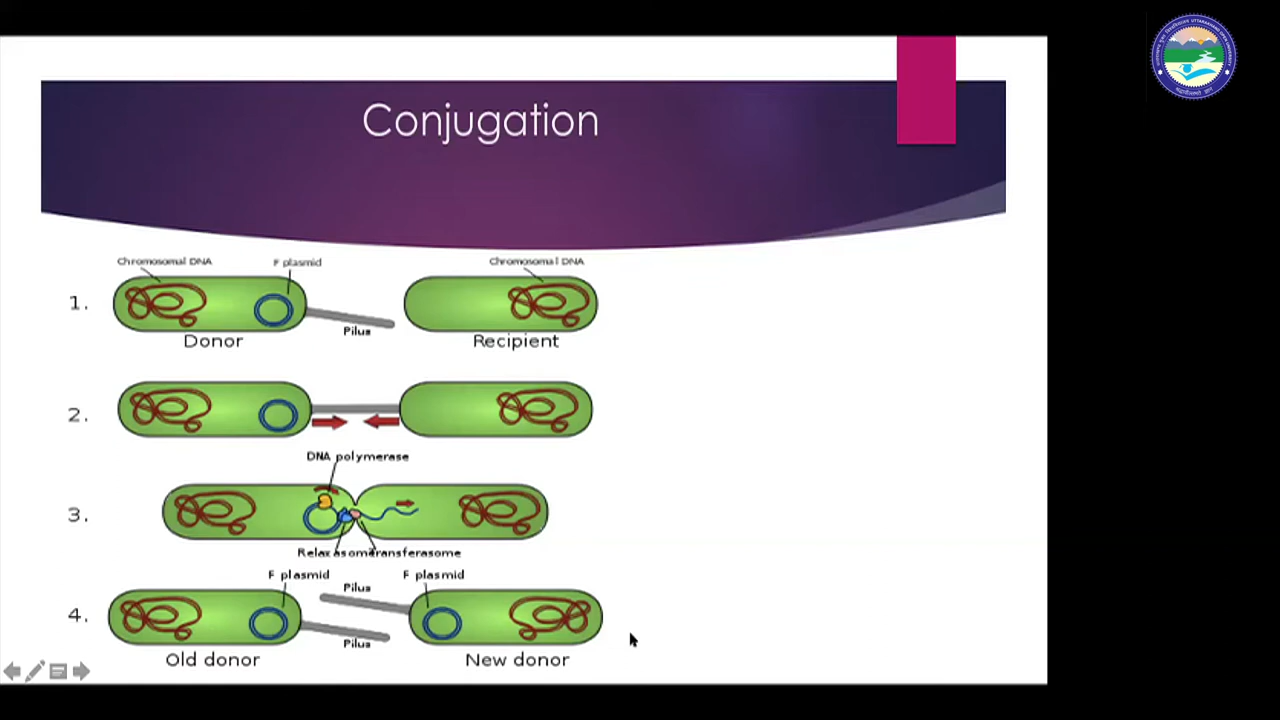 Conjugation
Chromosomal DNA F plasmid Chromosomal DNA
1.
Pilus
Donor Recipient
2.
DNA polymerase
3.
Relaxasome Transferasome
F plasmid Pilus F plasmid
4.
Pilus
Old donor New donor